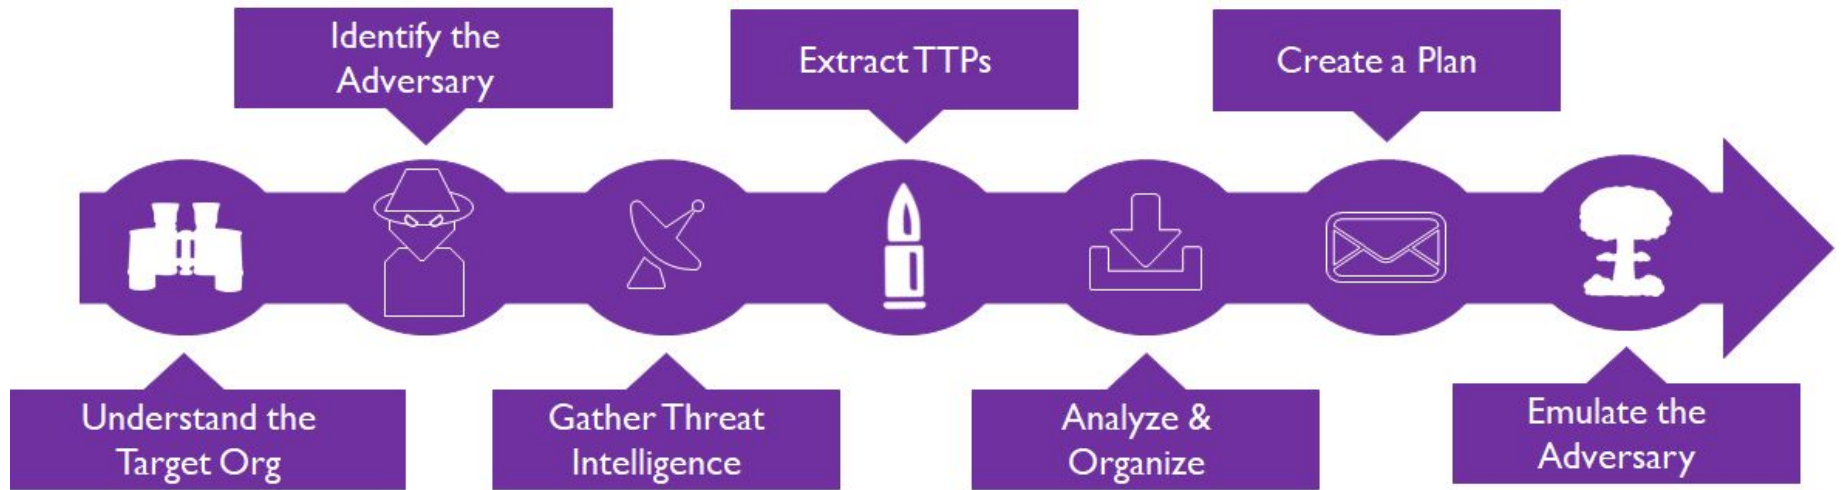 Understand the
Target Org
Identify the
Adversary
Gather Threat
Intelligence
Extract TTPs
Analyze &
Organize
Create a Plan
Emulate the
Adversary